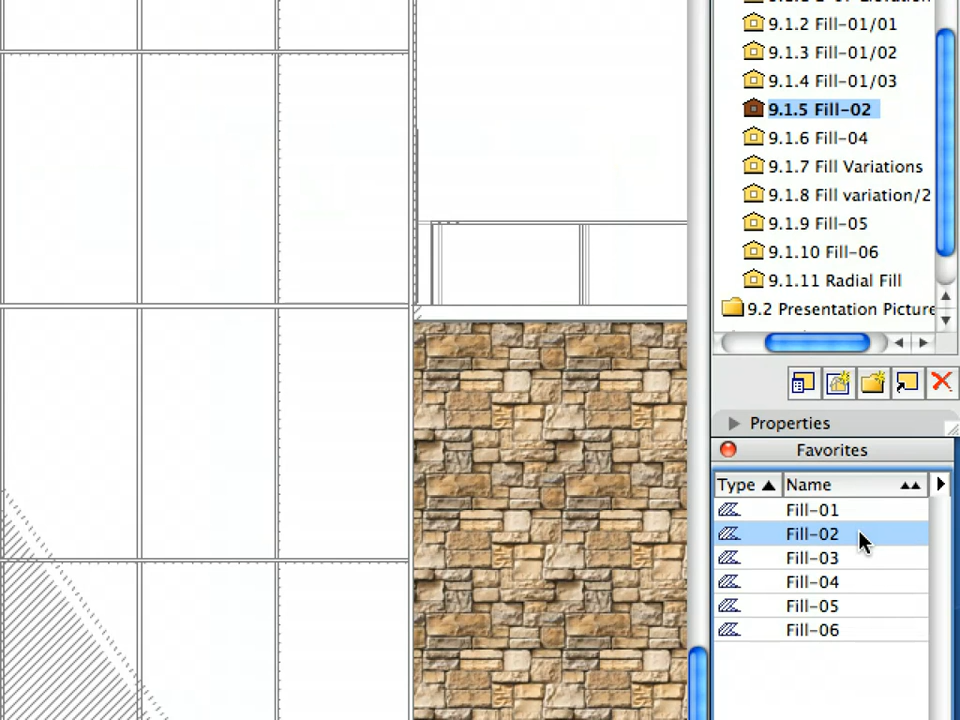 9.1.2 Fill-01/01
9.1.3 Fill-01/02
9.1.4 Fill-01/03
9.1.5 Fill-02
9.1.6 Fill-04
9.1.7 Fill Variations
9.1.8 Fill variation/2
9.1.9 Fill-05
9.1.10 Fill-06
9.1.11 Radial Fill
9.2 Presentation Picture
Properties
Favorites
Type Name
Fill-01
Fill-02
Fill-03
Fill-04
Fill-05
Fill-06